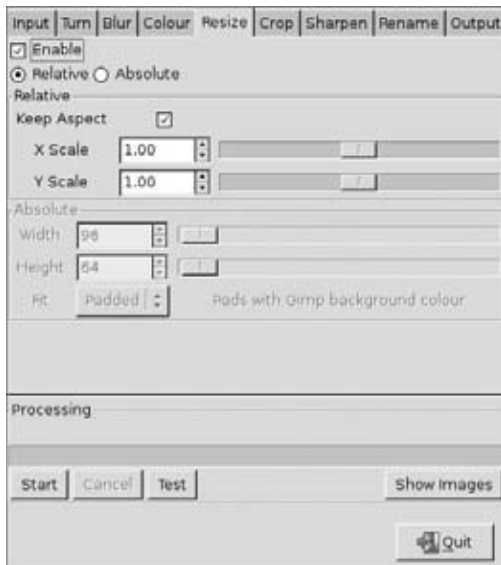 Input Turn Blur Colour Resize Crop Sharpen Rename Output
Enable
Relative Absolute
Relative
Keep Aspect
X Scale 1.00
Y Scale 1.00
Absolute
Width 96
Height 64
Fit Padded Pads with Gimp background colour
Processing
Start Cancel Test Show Images
Quit